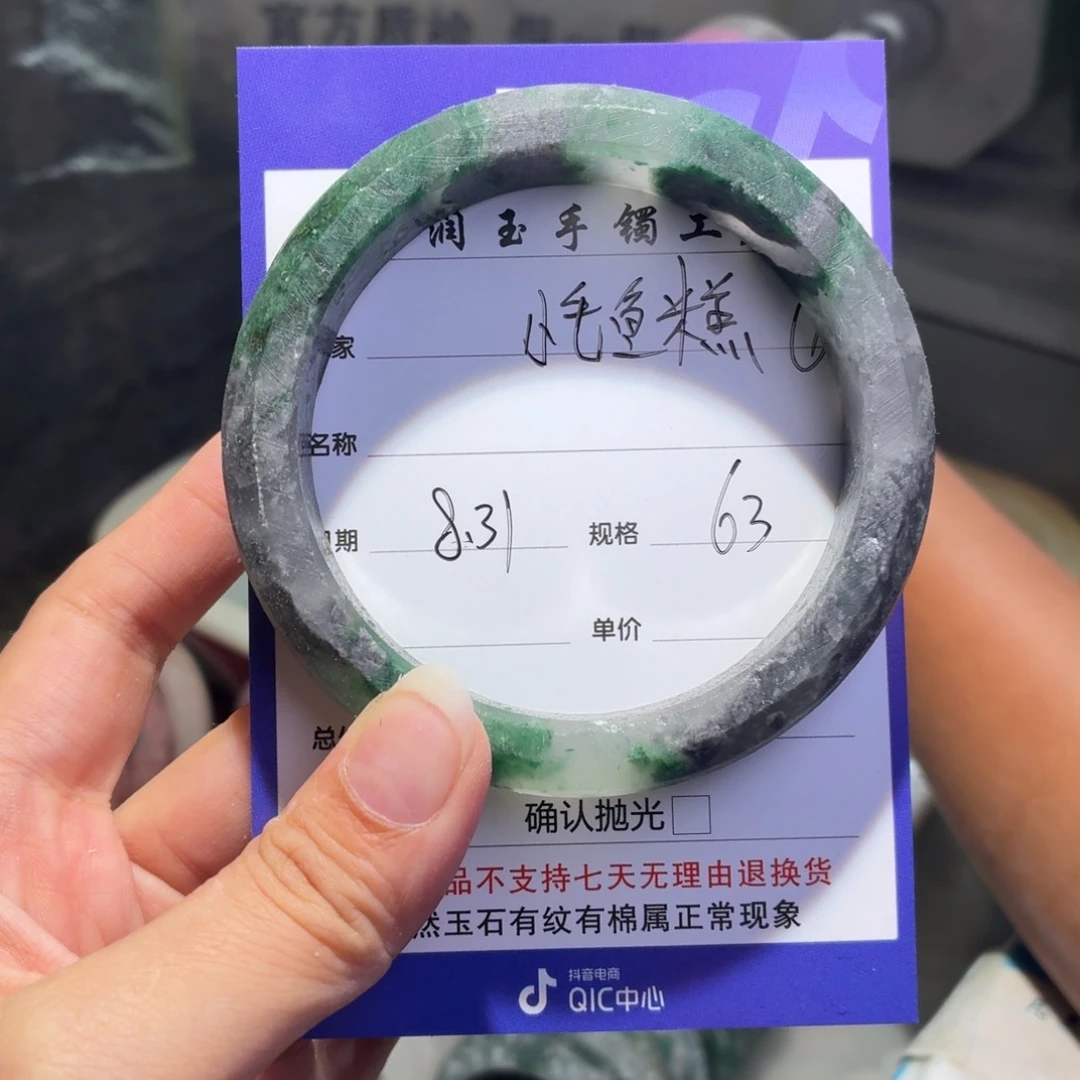 官方质检
润玉手镯工
家 小毛鱼米糕
名称
期 8.31 规格 63
单价
总
确认抛光
品不支持七天无理由退换货
然玉石有纹有棉属正常现象
抖音电商
QIC中心